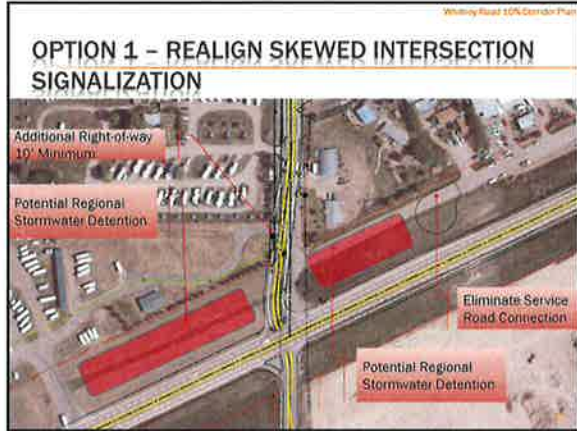 Whitney Road 10% Corridor Plan
OPTION 1 – REALIGN SKEWED INTERSECTION
SIGNALIZATION
Additional Right-of-way
10' Minimum
Potential Regional
Stormwater Detention
Eliminate Service
Road Connection
Potential Regional
Stormwater Detention